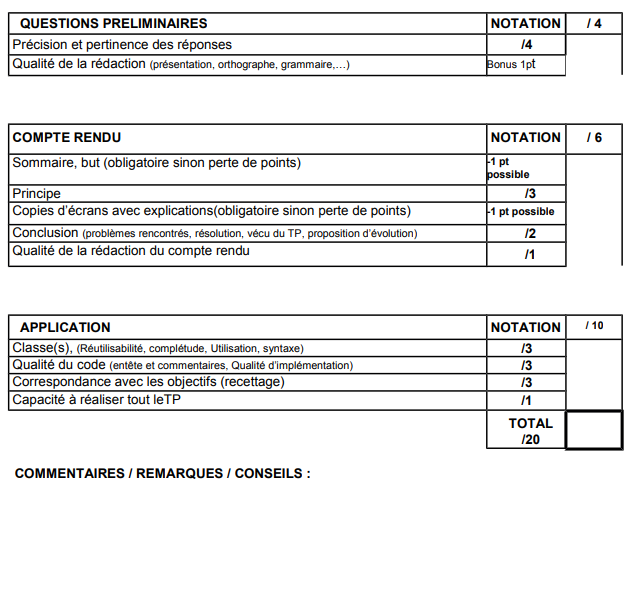 QUESTIONS PRELIMINAIRES NOTATION / 4
Précision et pertinence des réponses /4
Qualité de la rédaction (présentation, orthographe, grammaire,…) Bonus 1pt
COMPTE RENDU NOTATION / 6
Sommaire, but (obligatoire sinon perte de points) -1 pt
possible
Principe /3
Copies d'écrans avec explications(obligatoire sinon perte de points) -1 pt possible
Conclusion (problèmes rencontrés, résolution, vécu du TP, proposition d'évolution) /2
Qualité de la rédaction du compte rendu /1
APPLICATION NOTATION / 10
Classe(s), (Réutilisabilité, complétude, Utilisation, syntaxe) /3
Qualité du code (entête et commentaires, Qualité d'implémentation) /3
Correspondance avec les objectifs (recettage) /3
Capacité à réaliser tout leTP /1
TOTAL
/20
COMMENTAIRES / REMARQUES / CONSEILS :